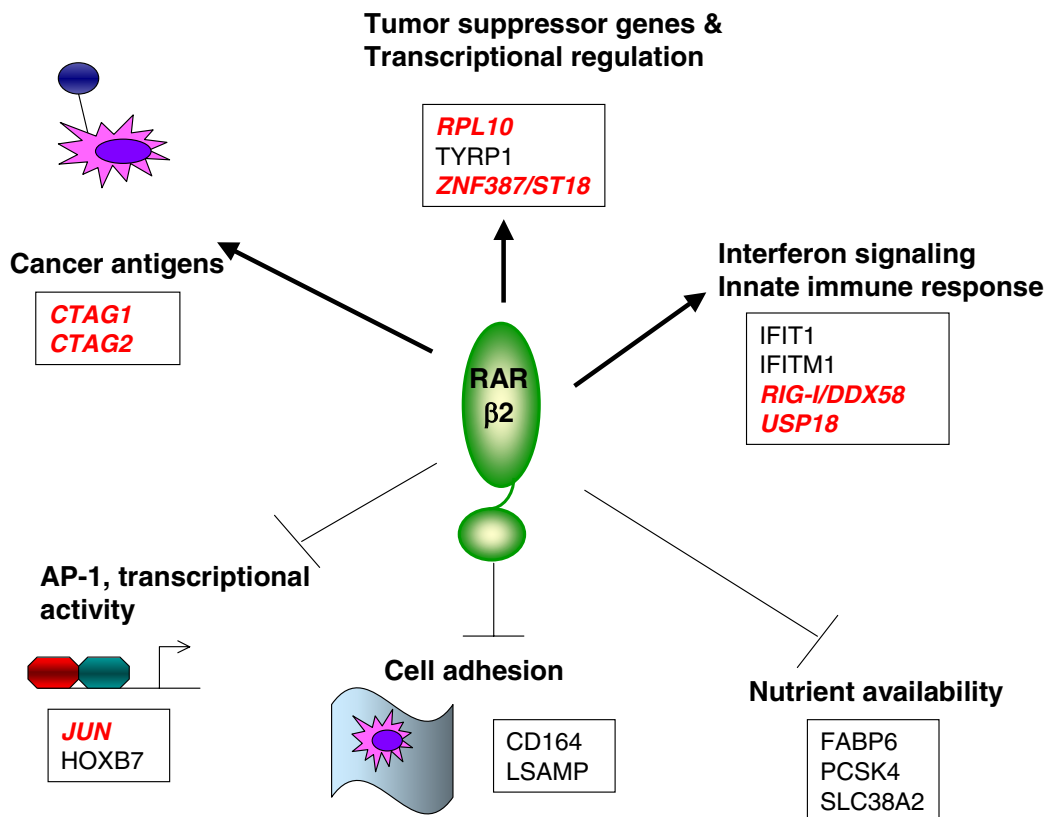 Tumor suppressor genes &
Transcriptional regulation
RPL10
TYRP1
ZNF387/ST18
Cancer antigens
CTAG1
CTAG2
Interferon signaling
Innate immune response
IFIT1
IFITM1
RIG-I/DDX58
USP18
RAR
β2
AP-1, transcriptional
activity
JUN
HOXB7
Cell adhesion
CD164
LSAMP
Nutrient availability
FABP6
PCSK4
SLC38A2